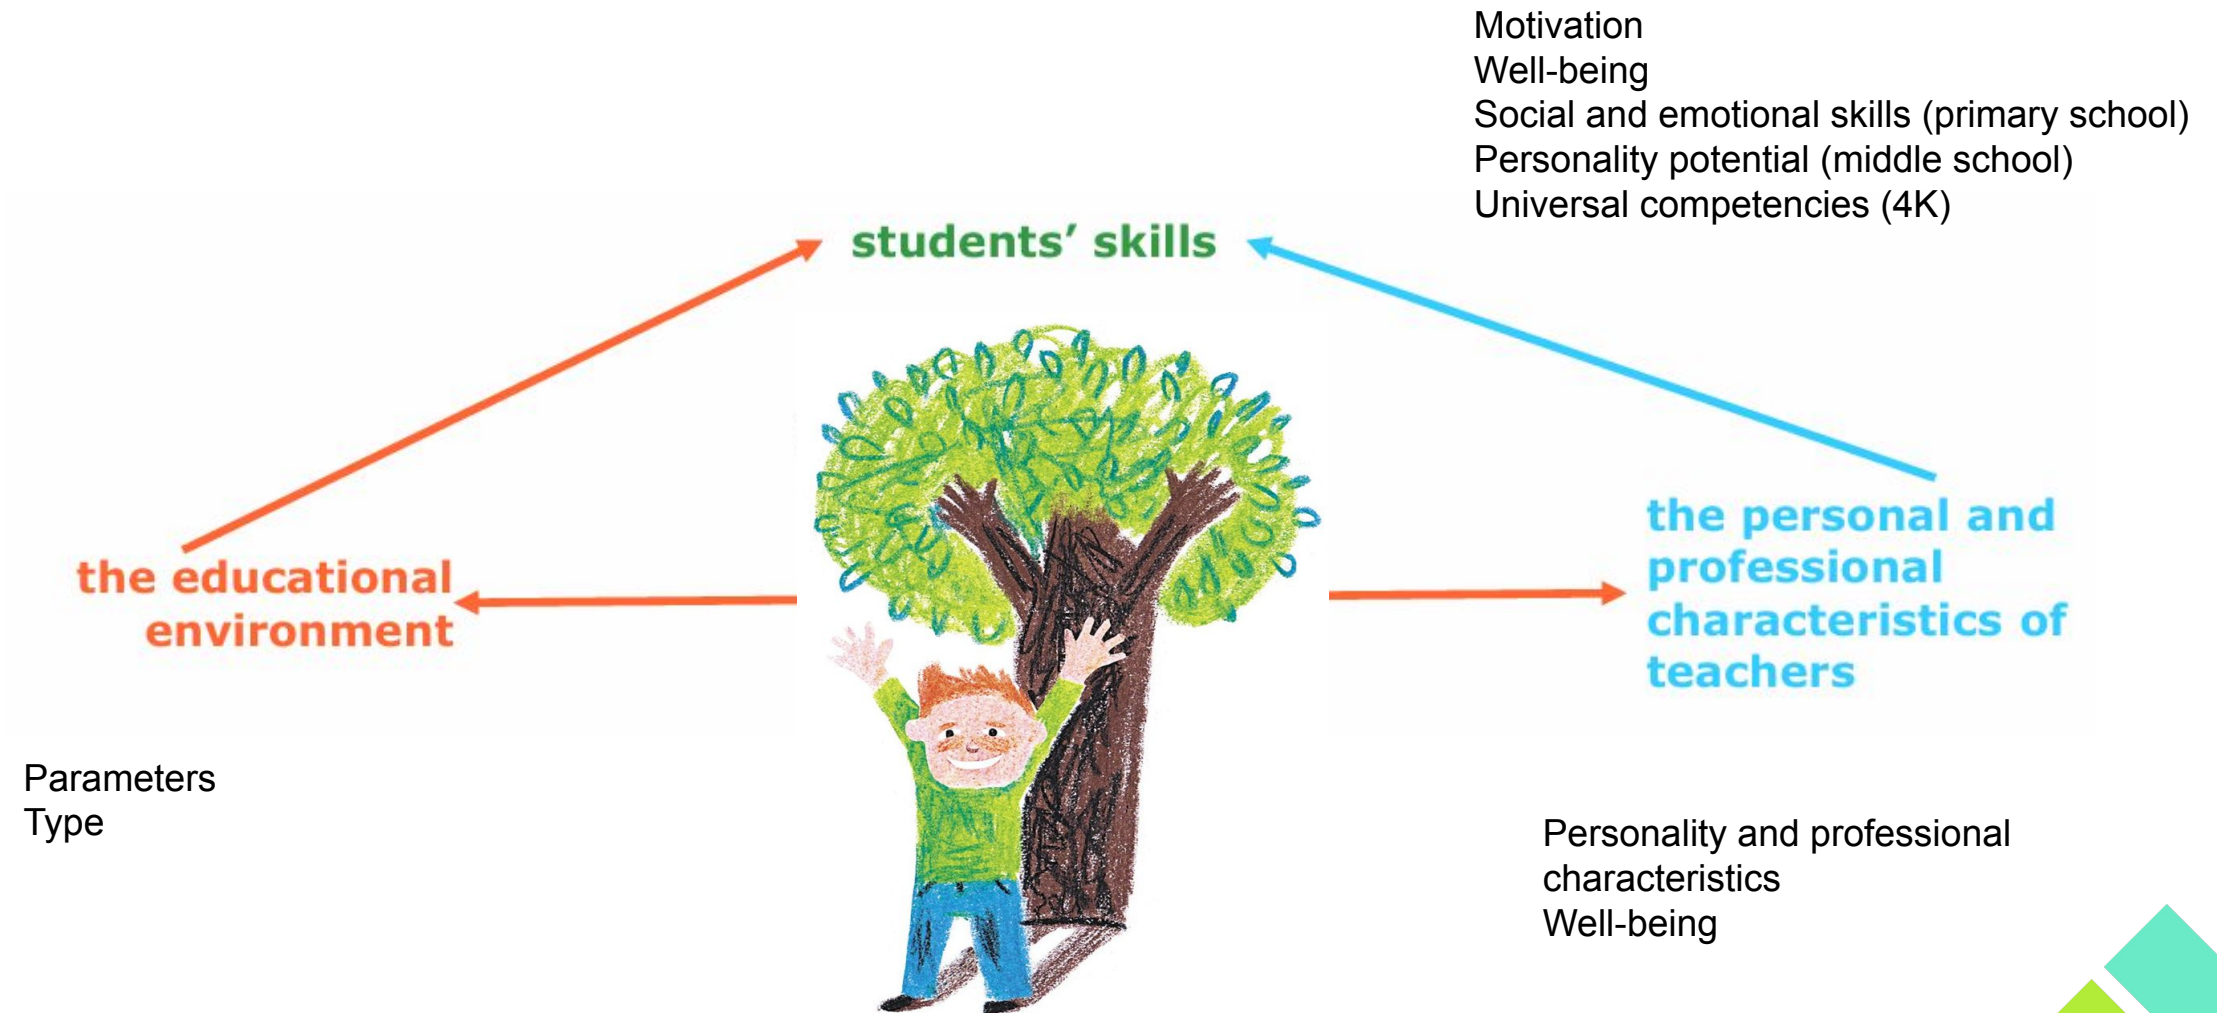 Motivation
Well-being
Social and emotional skills (primary school)
Personality potential (middle school)
Universal competencies (4K)
students’ skills
the educational
environment
the personal and
professional
characteristics of
teachers
Parameters
Type
Personality and professional
characteristics
Well-being